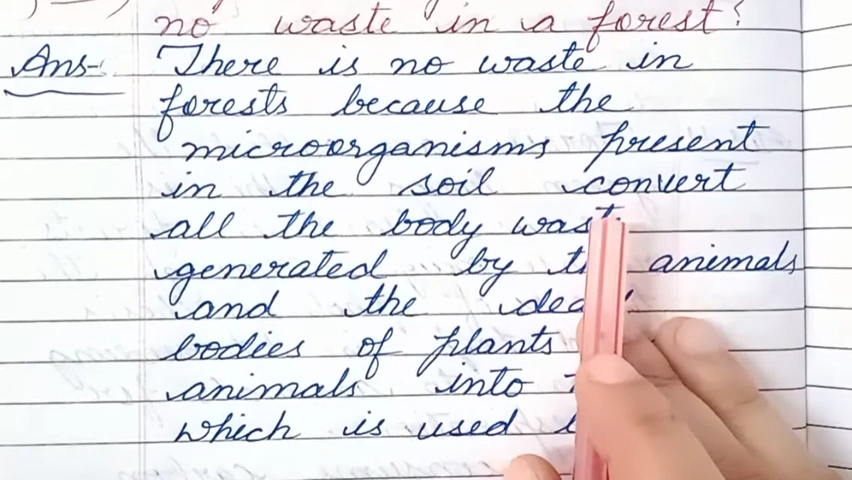 no waste in a forest?
Ans- There is no waste in
forests because the
microorganisms present
in the soil convert
all the body
generated by animals
and the
bodies of plants
animals into
which is used